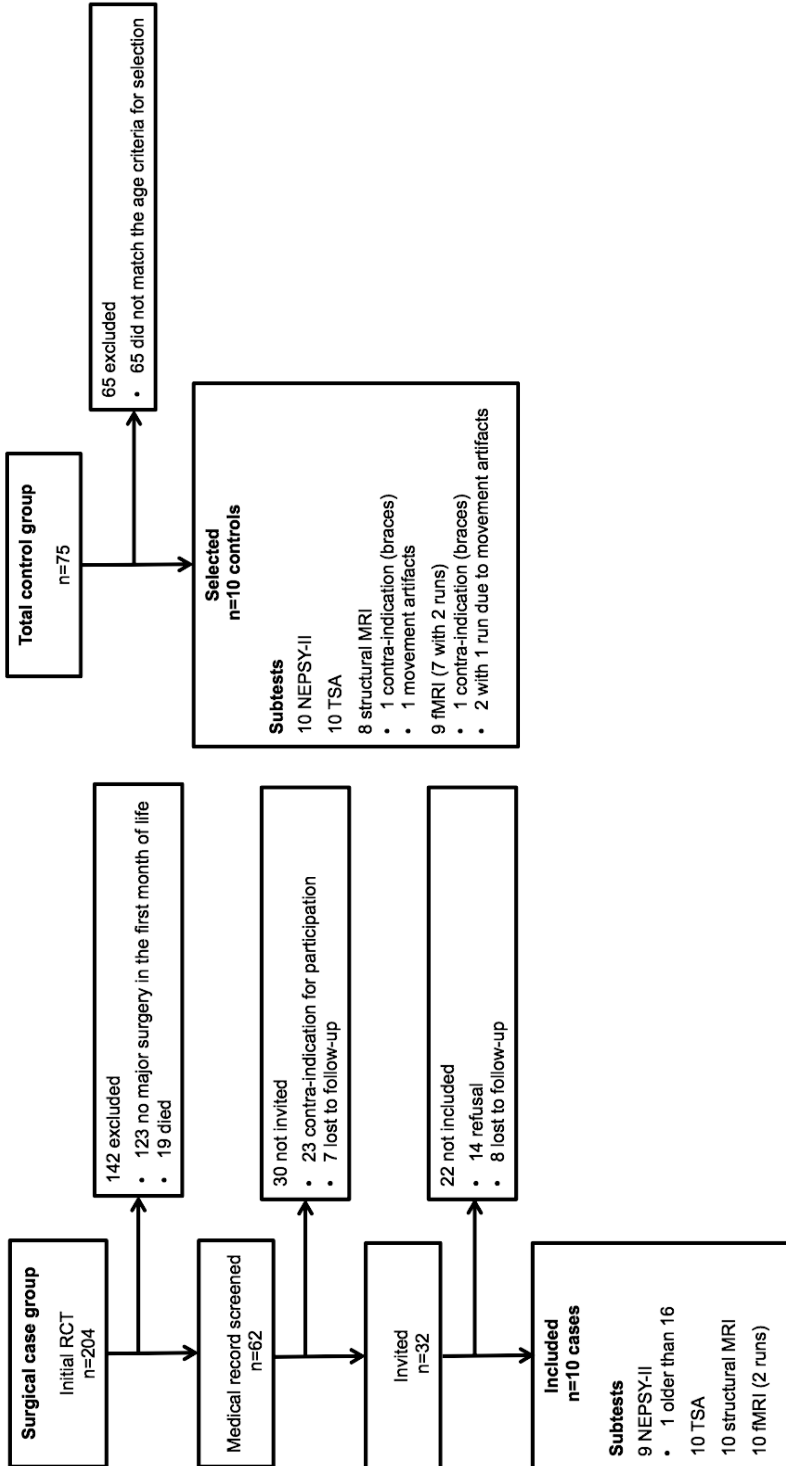 Surgical case group
Initial RCT
n=204
142 excluded
• 123 no major surgery in the first month of life
• 19 died
Medical record screened
n=62
30 not invited
• 23 contra-indication for participation
• 7 lost to follow-up
Invited
n=32
22 not included
• 14 refusal
• 8 lost to follow-up
Included
n=10 cases
Subtests
9 NEPSY-II
• 1 older than 16
10 TSA
10 structural MRI
10 fMRI (2 runs)
Total control group
n=75
65 excluded
• 65 did not match the age criteria for selection
Selected
n=10 controls
Subtests
10 NEPSY-II
10 TSA
8 structural MRI
• 1 contra-indication (braces)
• 1 movement artifacts
9 fMRI (7 with 2 runs)
• 1 contra-indication (braces)
• 2 with 1 run due to movement artifacts